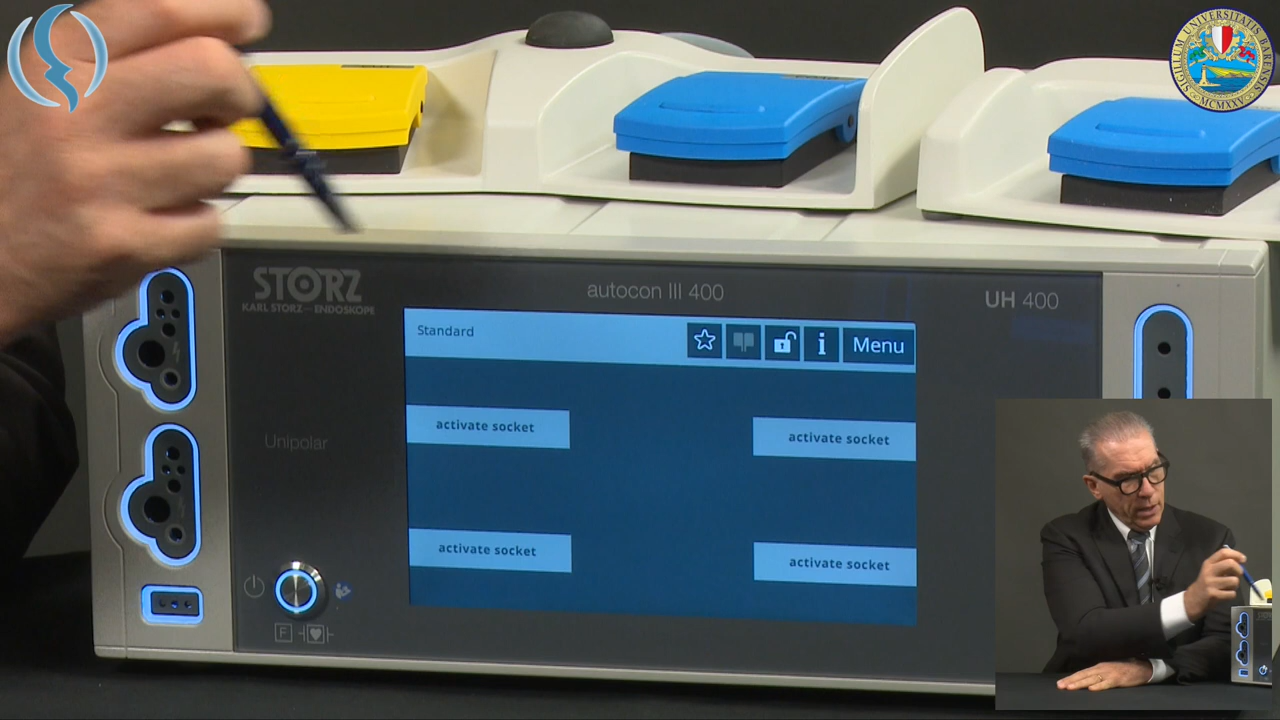 SIGILLUM UNIVERSITATIS BARENSIS
MCMXXV
STORZ
KARL STORZ—ENDOSKOPE
autocon III 400
UH 400
Standard
i
Menu
activate socket
activate socket
Unipolar
activate socket
activate socket
F